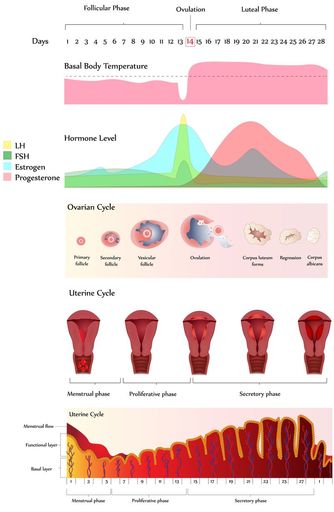 Follicular Phase Ovulation Luteal Phase
Days 1 2 3 4 5 6 7 8 9 10 11 12 13 14 15 16 17 18 19 20 21 22 23 24 25 26 27 28
Basal Body Temperature
Hormone Level
LH
FSH
Estrogen
Progesterone
Ovarian Cycle
Primary follicle
Secondary follicle
Vesicular follicle
Ovulation
Corpus luteum forms
Regression
Corpus albicans
Uterine Cycle
Menstrual phase Proliferative phase Secretory phase
Uterine Cycle
Menstrual flow
Functional layer
Basal layer
1 3 5 7 9 11 13 15 17 19 21 23 25 27 1
Menstrual phase Proliferative phase Secretory phase